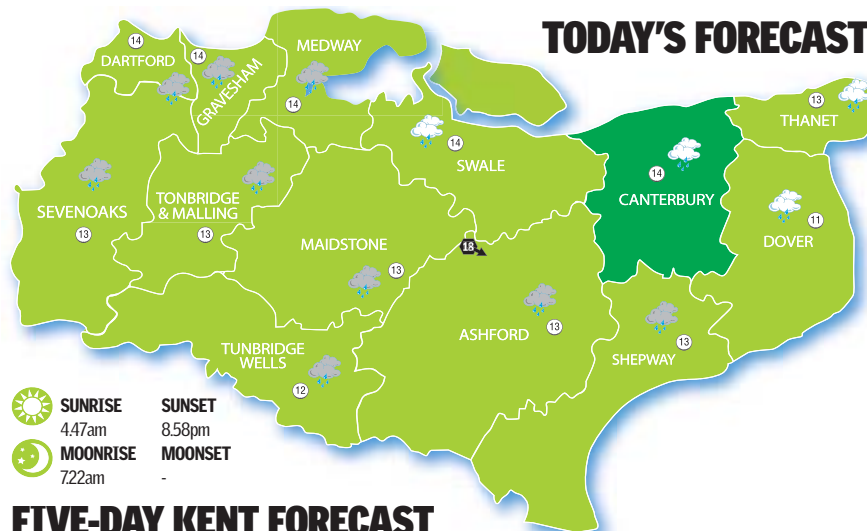 TODAY'S FORECAST
14
DARTFORD
14
GRAVESHAM
MEDWAY
14
14
SWALE
14
CANTERBURY
13
THANET
11
DOVER
SEVENOAKS
13
TONBRIDGE
& MALLING
13
MAIDSTONE
13
ASHFORD
13
SHEPWAY
13
TUNBRIDGE
WELLS
12
SUNRISE SUNSET
4.47am 8.58pm
MOONRISE MOONSET
7.22am -
FIVE-DAY KENT FORECAST